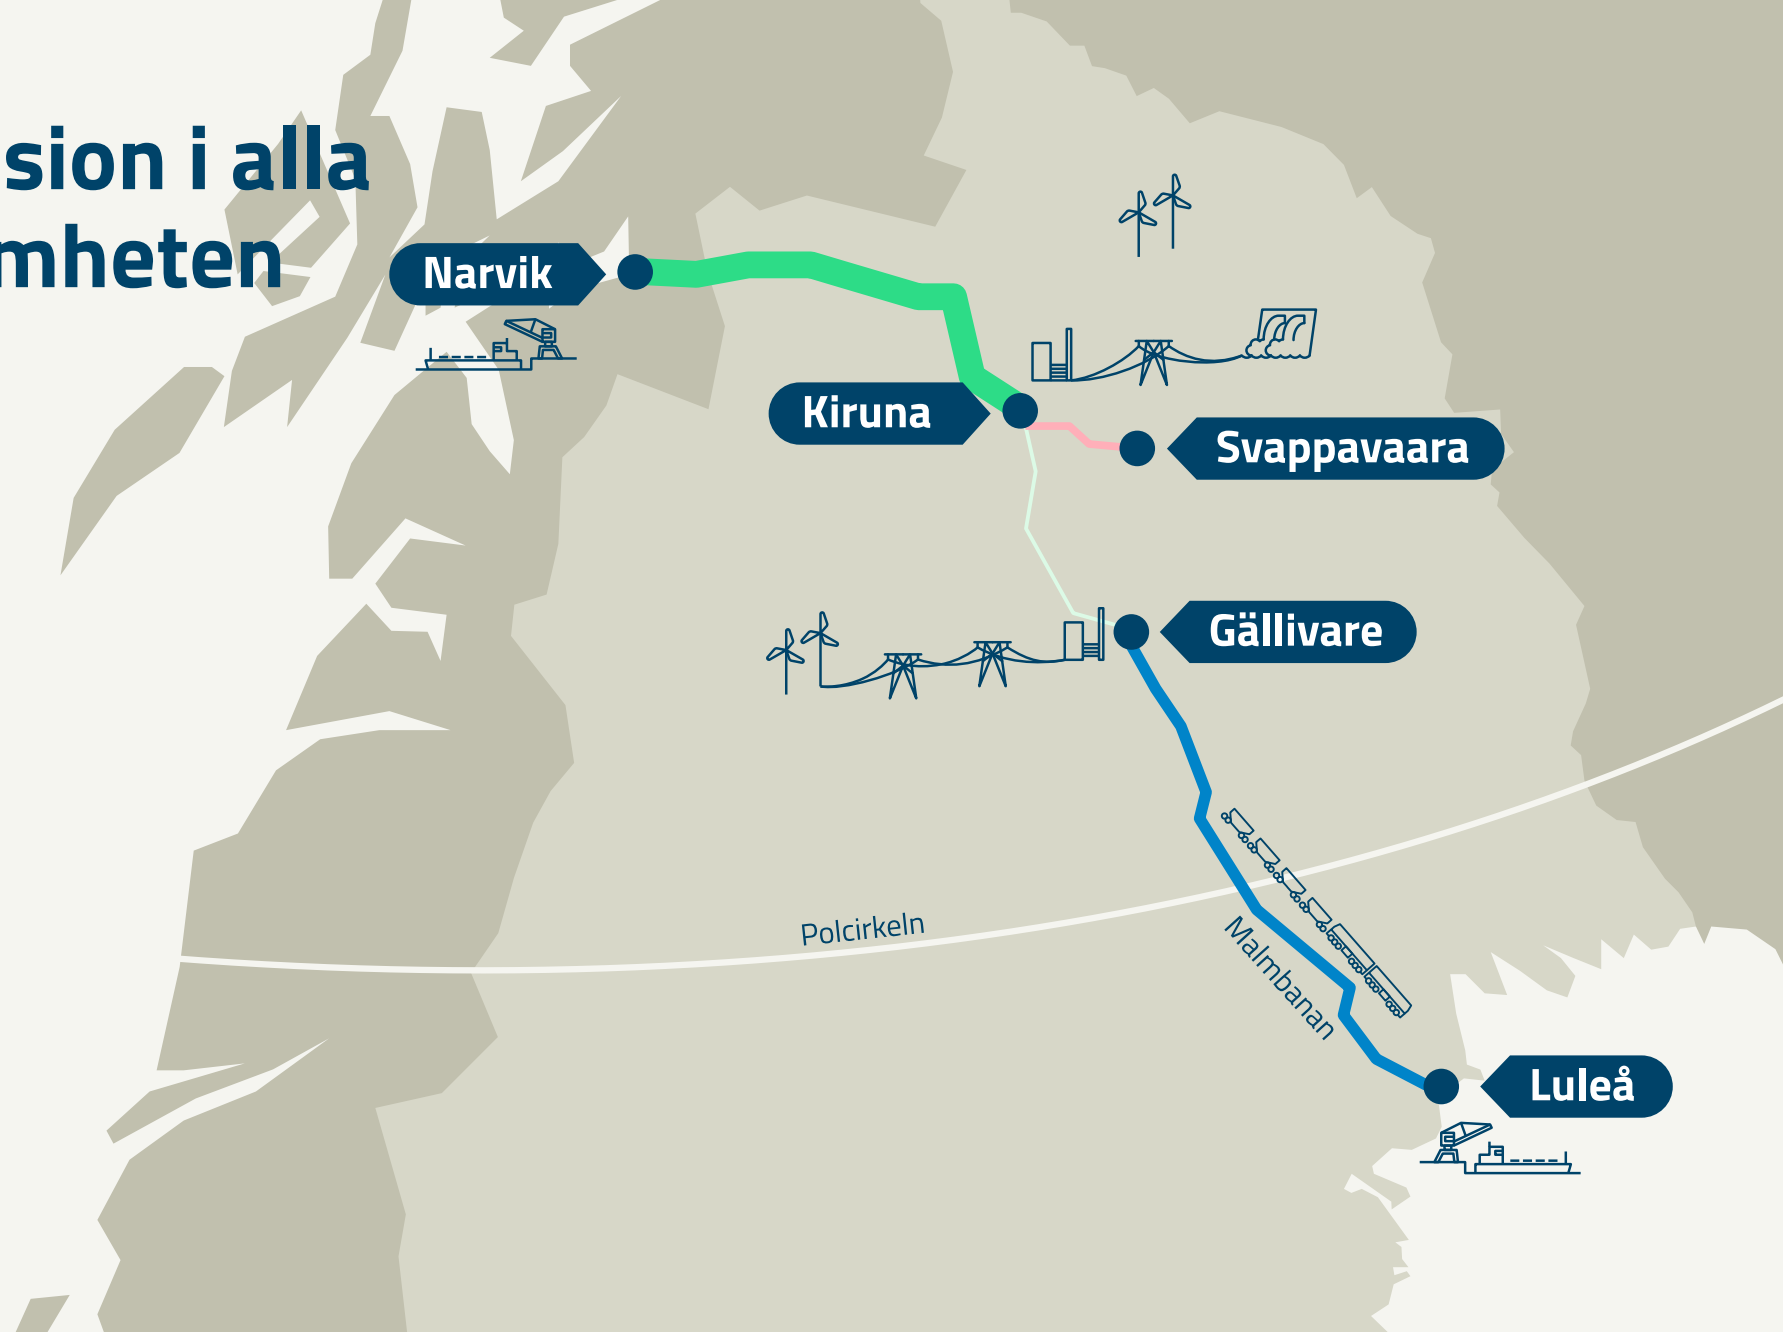 sion i alla
mheten
Narvik
Kiruna
Svappavaara
Gällivare
Polcirkeln
Malmbanan
Luleå